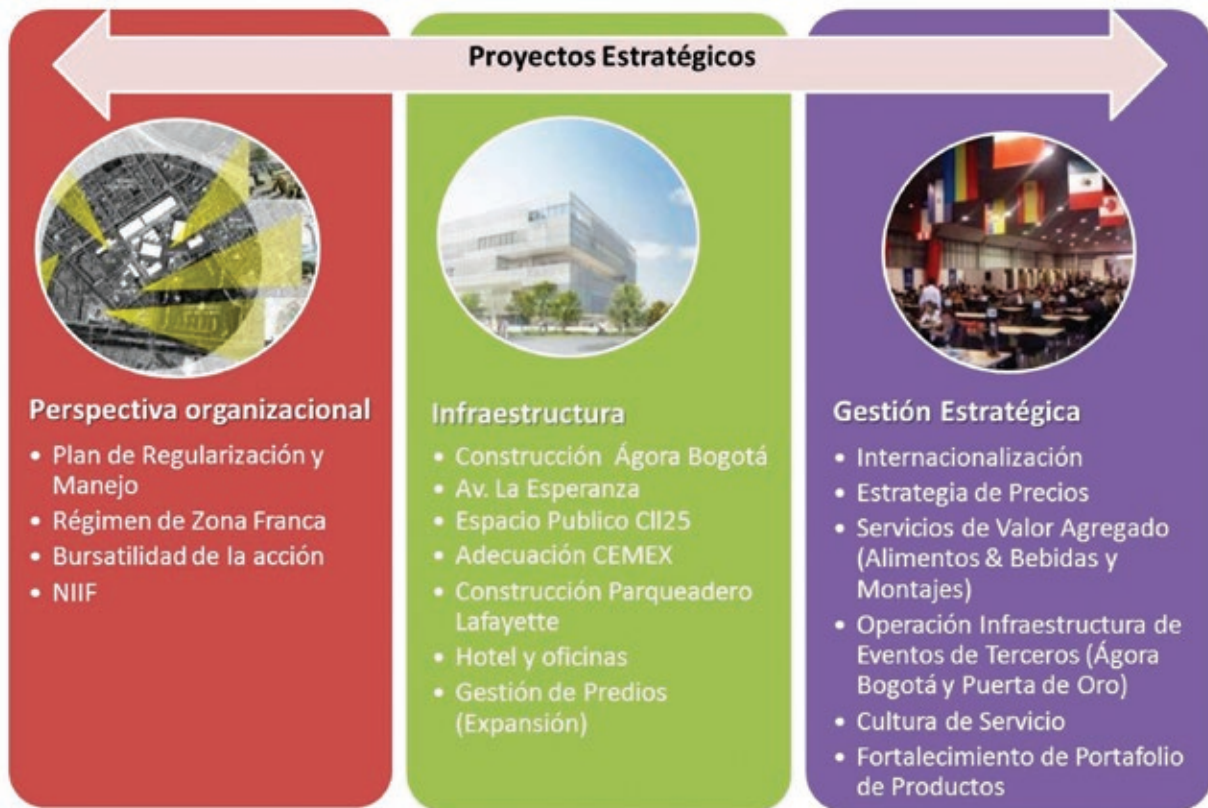 Proyectos Estratégicos
Perspectiva organizacional
• Plan de Regularización y
Manejo
• Régimen de Zona Franca
• Bursatilidad de la acción
• NIIF
Infraestructura
• Construcción Ágora Bogotá
• Av. La Esperanza
• Espacio Publico Cll25
• Adecuación CEMEX
• Construcción Parqueadero
Lafayette
• Hotel y oficinas
• Gestión de Predios
(Expansión)
Gestión Estratégica
• Internacionalización
• Estrategia de Precios
• Servicios de Valor Agregado
(Alimentos & Bebidas y
Montajes)
• Operación Infraestructura de
Eventos de Terceros (Ágora
Bogotá y Puerta de Oro)
• Cultura de Servicio
• Fortalecimiento de Portafolio
de Productos